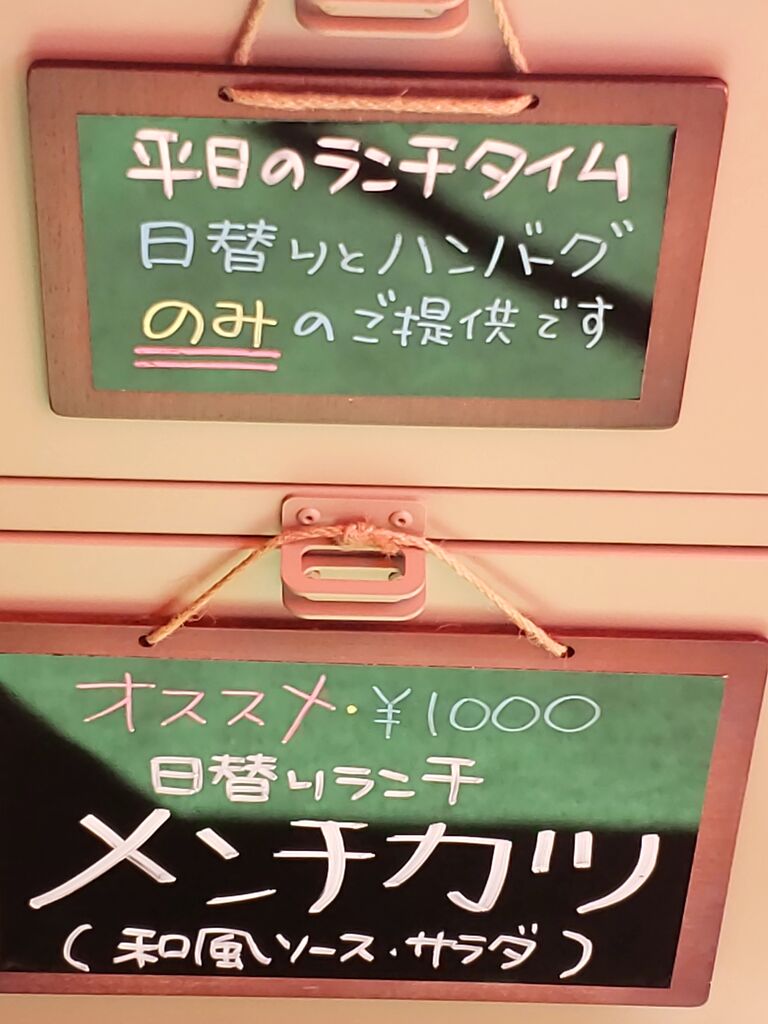 平日のランチタイム
日替りとハンバーグ
のみのご提供です
オススメ・¥1000
日替りランチ
メンチカツ
(和風ソース・サラダ)